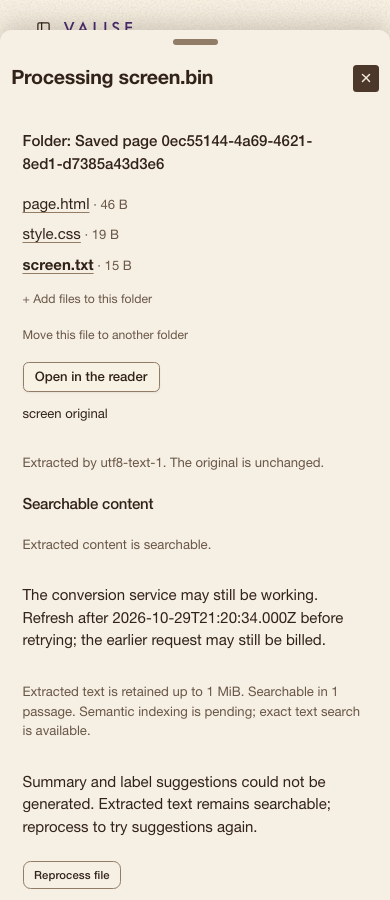 VALISE
Processing screen.bin
Folder: Saved page 0ec55144-4a69-4621-
8ed1-d7385a43d3e6
page.html · 46 B
style.css · 19 B
screen.txt · 15 B
+ Add files to this folder
Move this file to another folder
Open in the reader
screen original
Extracted by utf8-text-1. The original is unchanged.
Searchable content
Extracted content is searchable.
The conversion service may still be working.
Refresh after 2026-10-29T21:20:34.000Z before
retrying; the earlier request may still be billed.
Extracted text is retained up to 1 MiB. Searchable in 1
passage. Semantic indexing is pending; exact text search
is available.
Summary and label suggestions could not be
generated. Extracted text remains searchable;
reprocess to try suggestions again.
Reprocess file